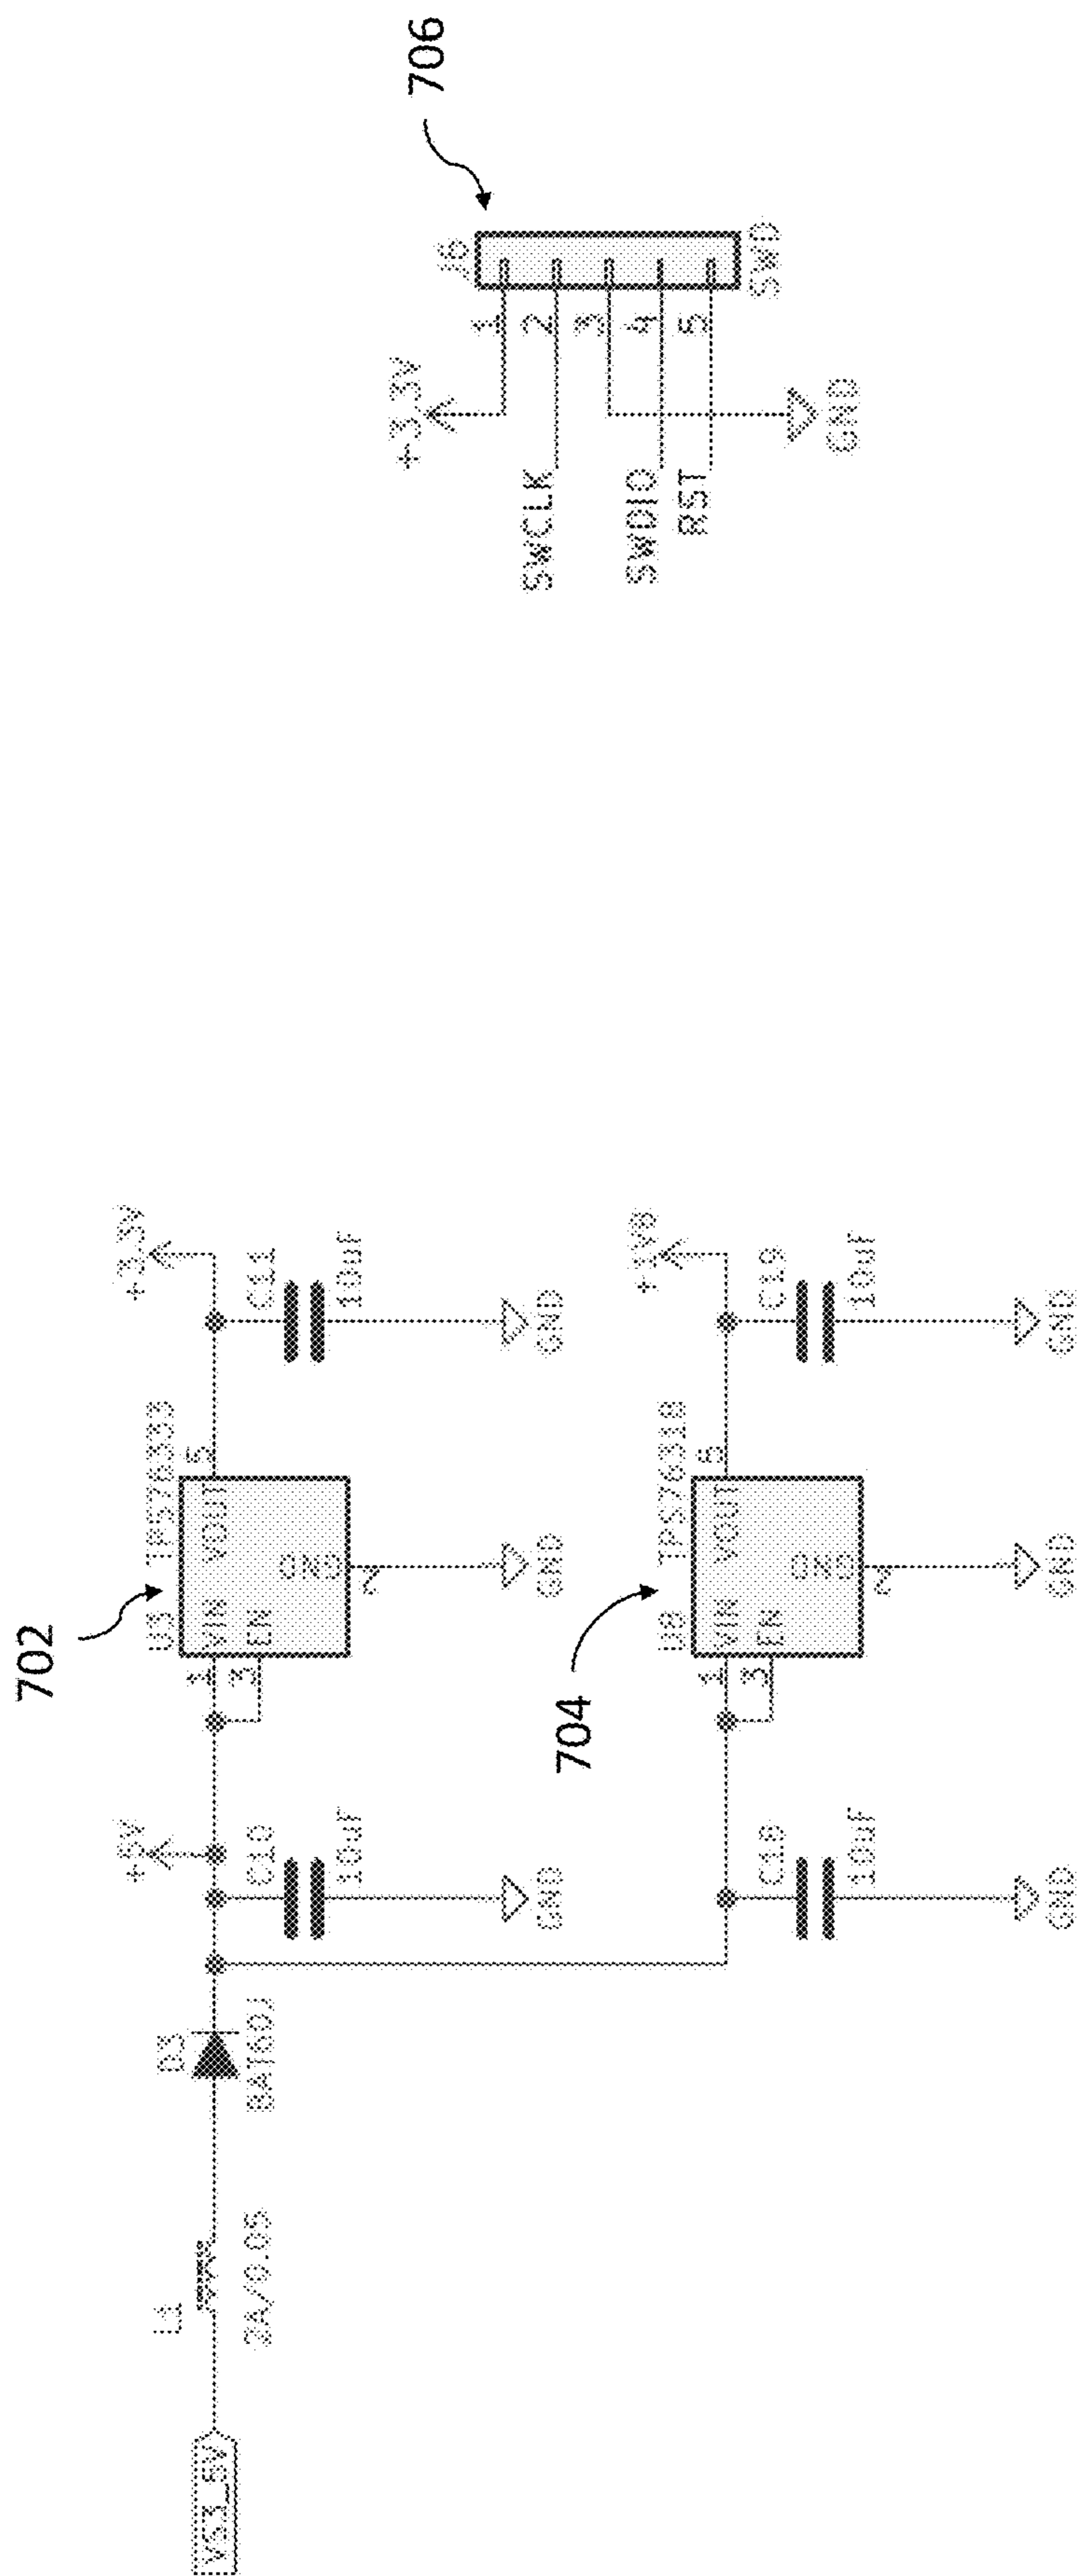 702
+5V
+3.3V
VS3_5V
L1
2A/0.05
D3
BAT60J
C10
10uF
GND
TPS76333
1
VIN
3
EN
VOUT
5
GND
2
GND
C11
10uF
GND
704
+1V8
C18
10uF
GND
U9
TPS76318
1
VIN
3
EN
VOUT
5
GND
2
GND
C19
10uF
GND
706
+3.3V
J6
SWCLK
SWDIO
RST
1
2
3
4
5
GND
SWD